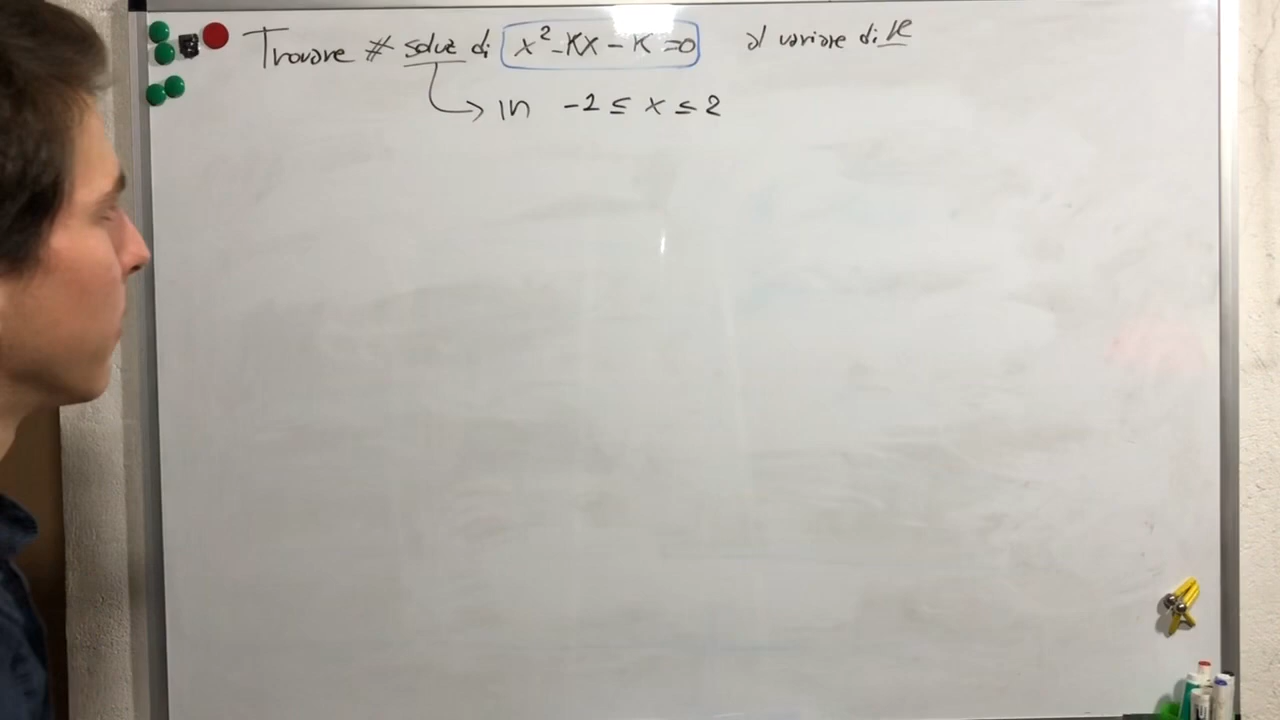 Trovare # soluz di x²-Kx-K=0 al variare di K
→ in -2 ≤ x ≤ 2